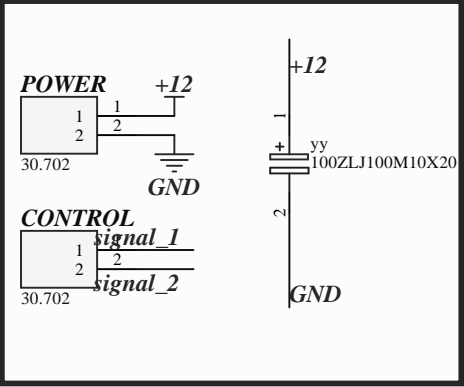 POWER
1
1
+12
2
2
30.702
GND
CONTROL
signal_1
1
2
2
signal_2
30.702
+12
1
+
yy
100ZLJ100M10X20
2
GND